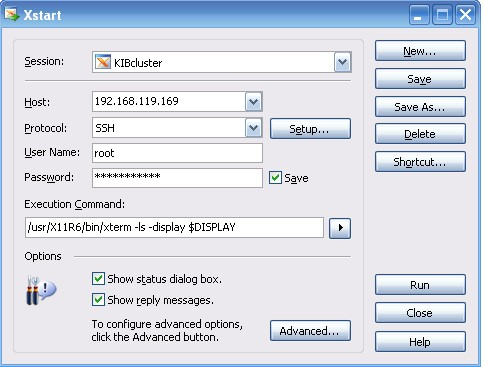 Xstart
Session: KIBcluster
New...
Save
Host: 192.168.119.169
Save As...
Protocol: SSH Setup...
Delete
User Name: root
Shortcut...
Password: *********** Save
Execution Command:
/usr/X11R6/bin/xterm -ls -display $DISPLAY
Options
Show status dialog box.
Run
Show reply messages.
Close
To configure advanced options,
click the Advanced button.
Advanced...
Help